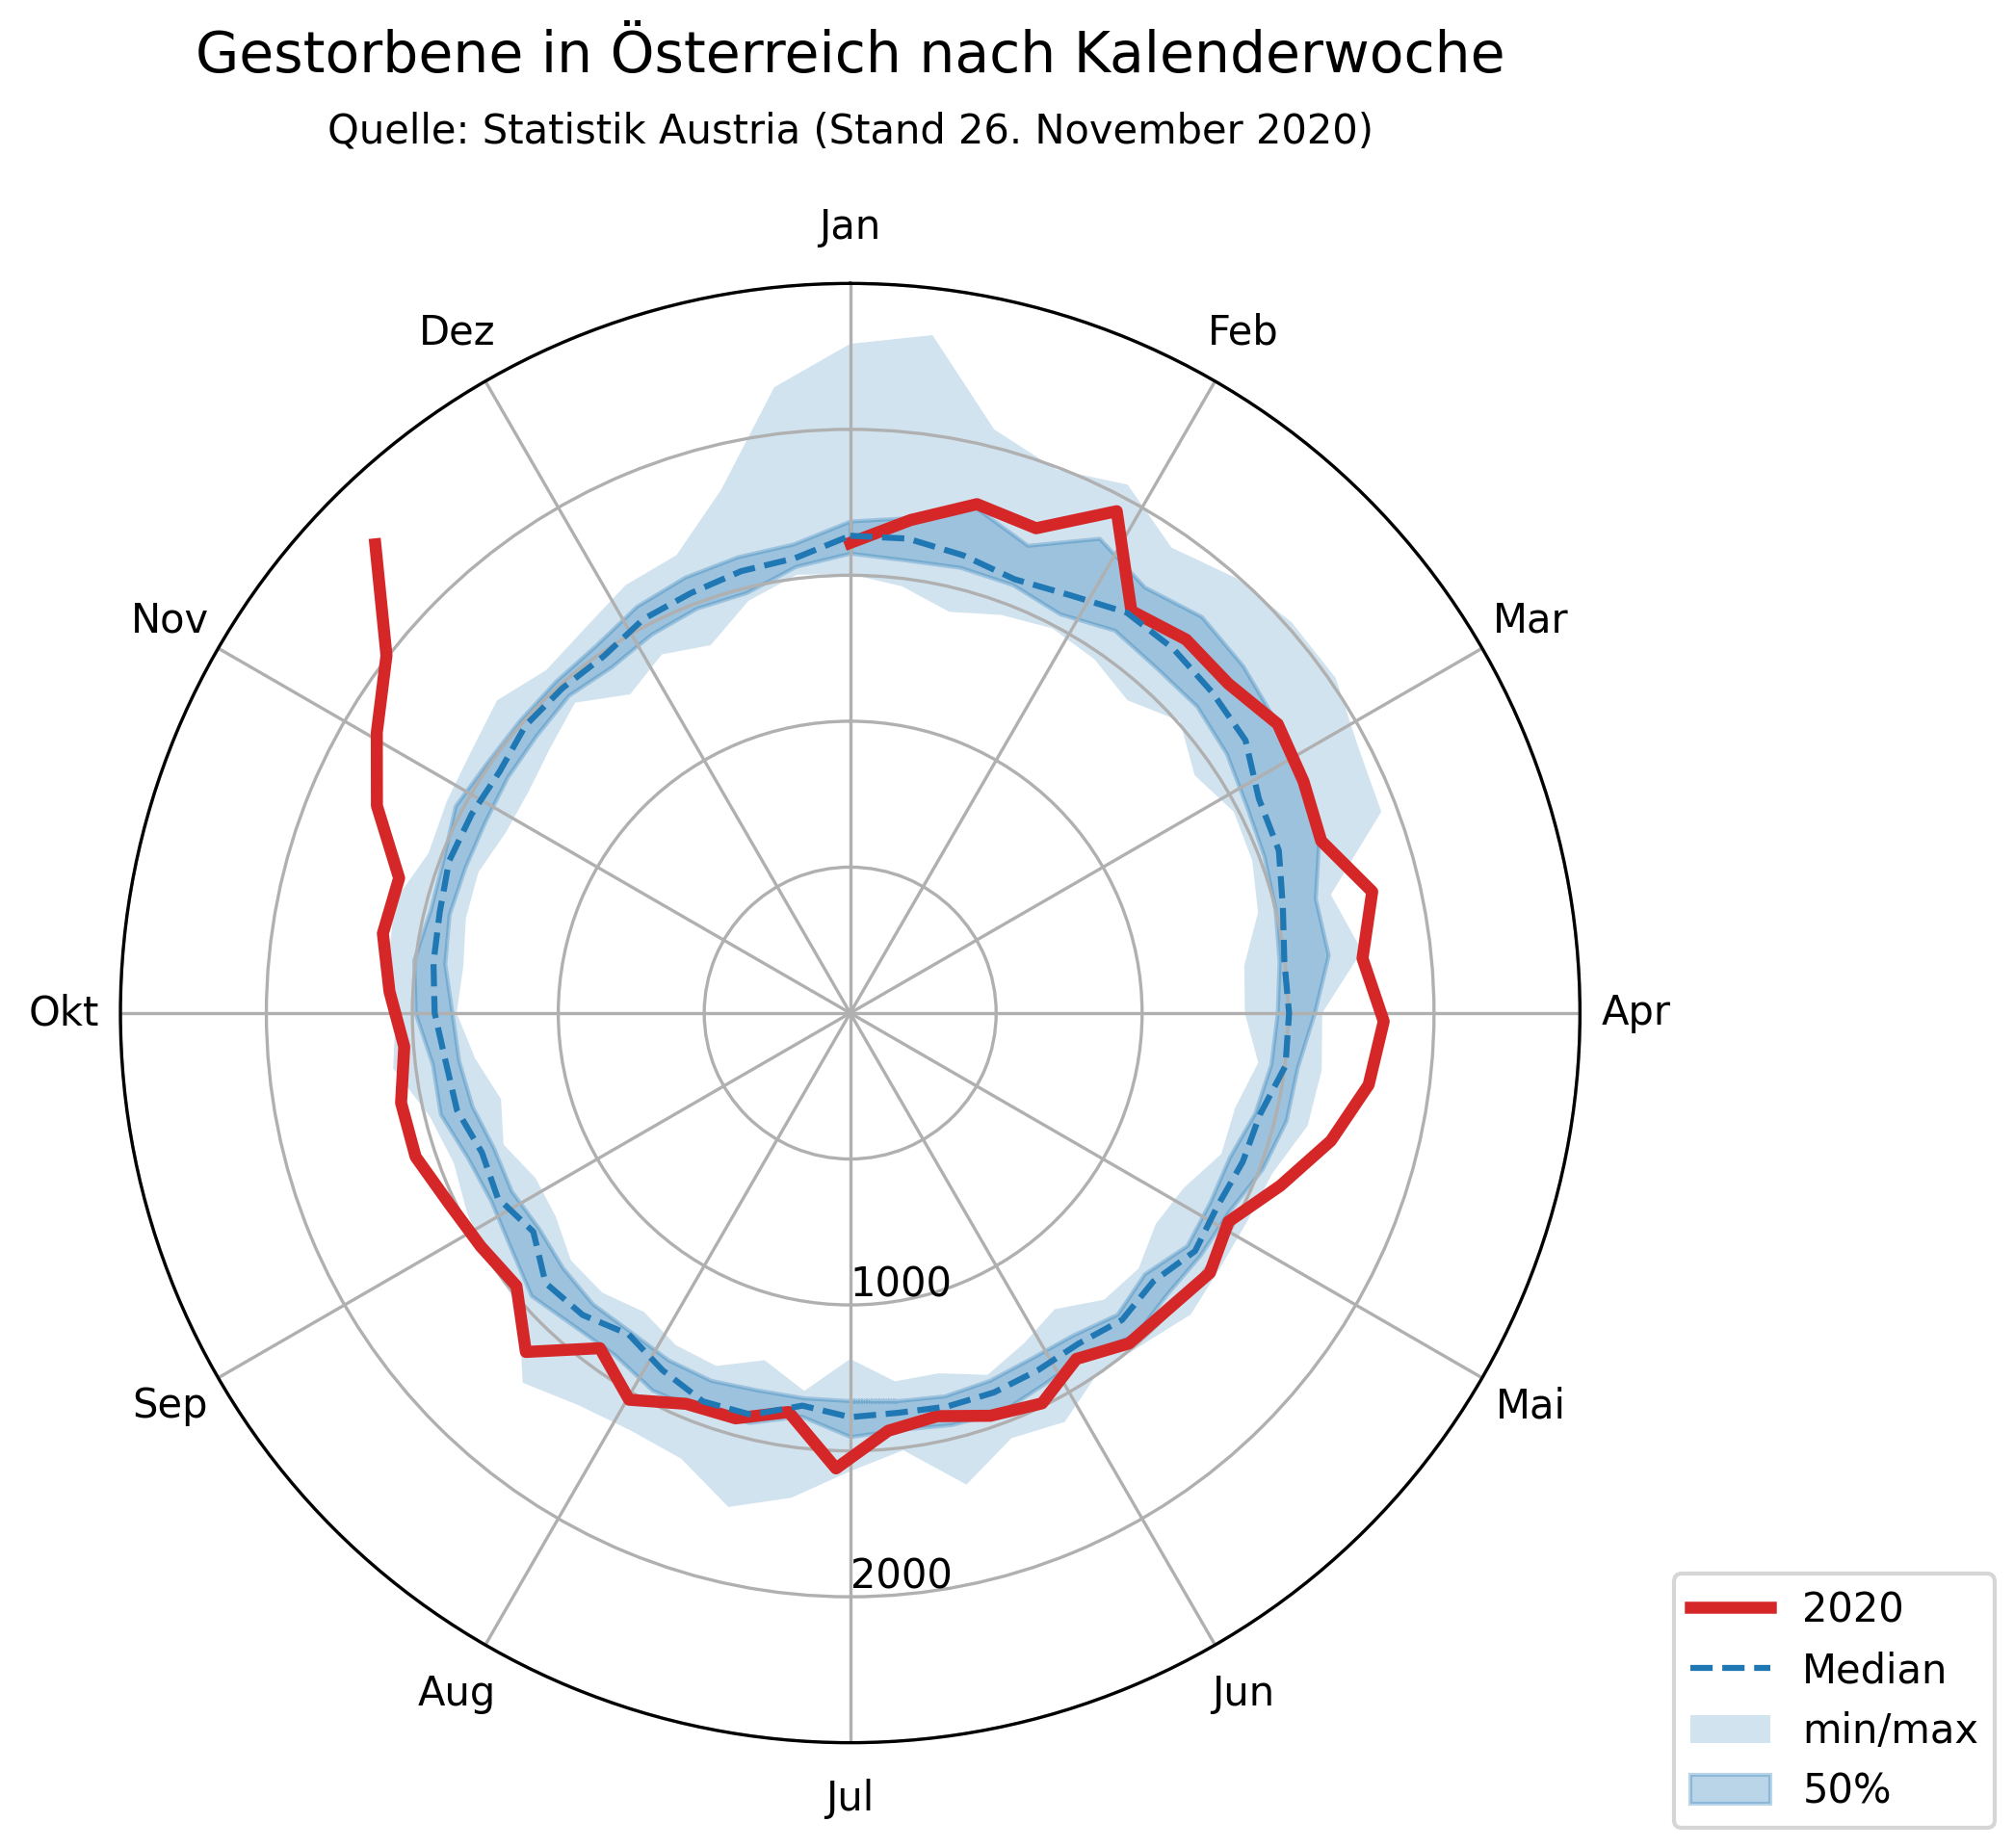 Gestorbene in Österreich nach Kalenderwoche
Quelle: Statistik Austria (Stand 26. November 2020)
Jan
Feb
Mar
Apr
Mai
Jun
Jul
Aug
Sep
Okt
Nov
Dez
1000
2000
2020
Median
min/max
50%